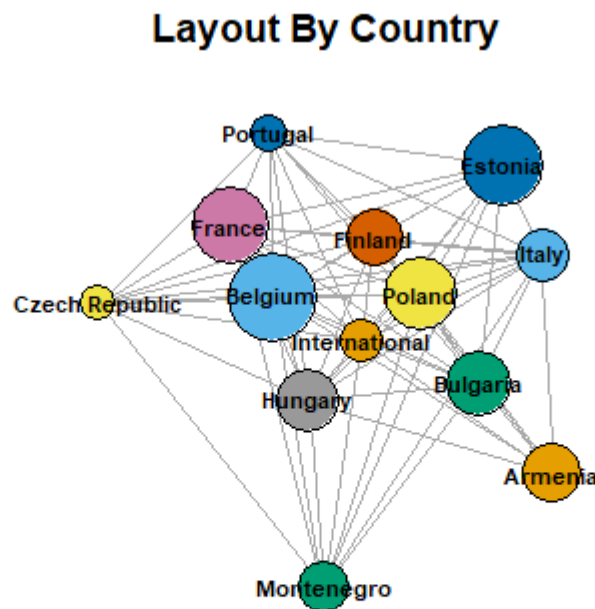 Layout By Country
Portugal
Estonia
France
Finland
Italy
Czech Republic
Belgium
Poland
International
Bulgaria
Hungary
Armenia
Montenegro